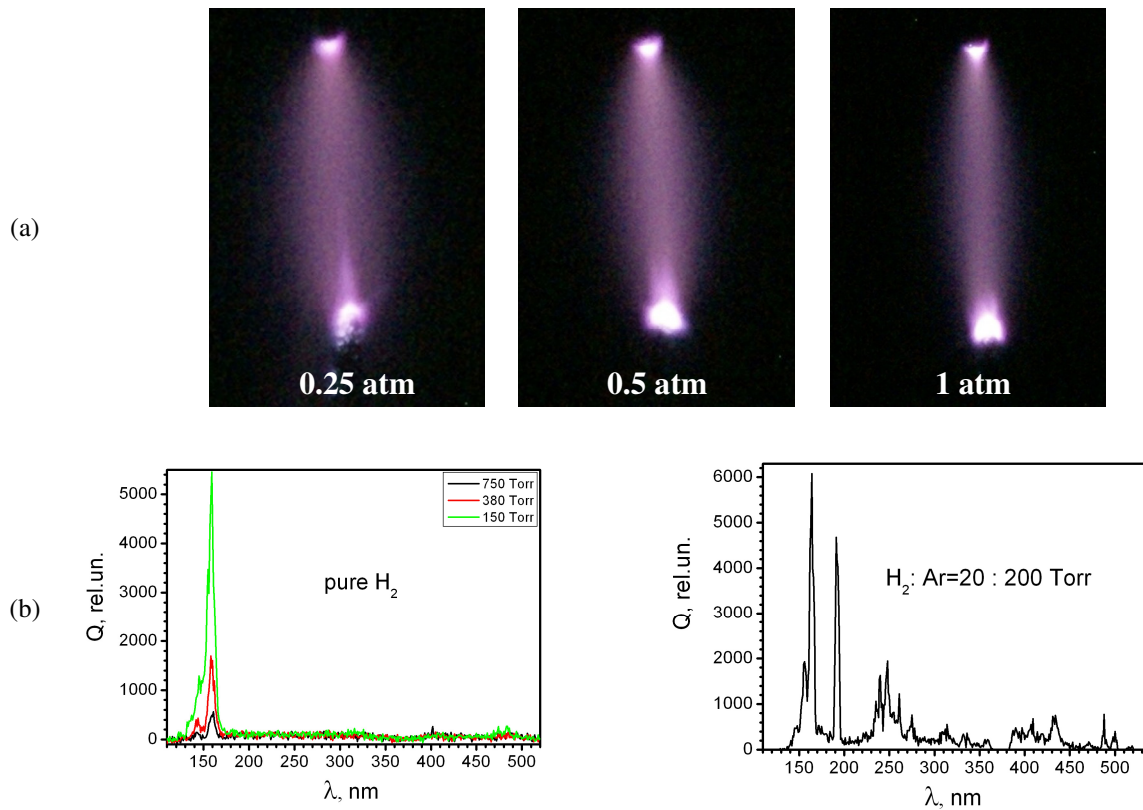 (a)
0.25 atm
0.5 atm
1 atm
(b)
5000
4000
3000
2000
1000
0
Q, rel.un.
750 Torr
380 Torr
150 Torr
pure H2
150 200 250 300 350 400 450 500
λ, nm
6000
5000
4000
3000
2000
1000
0
Q, rel.un.
H2: Ar=20 : 200 Torr
150 200 250 300 350 400 450 500
λ, nm